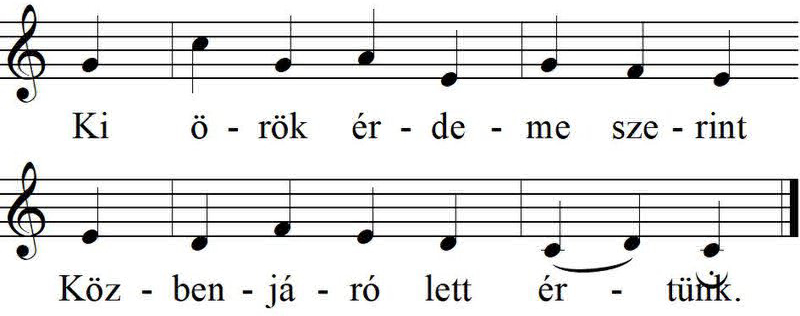 Ki ö - rök ér - de - me sze - rint
Köz - ben - já - ró lett ér - tünk.